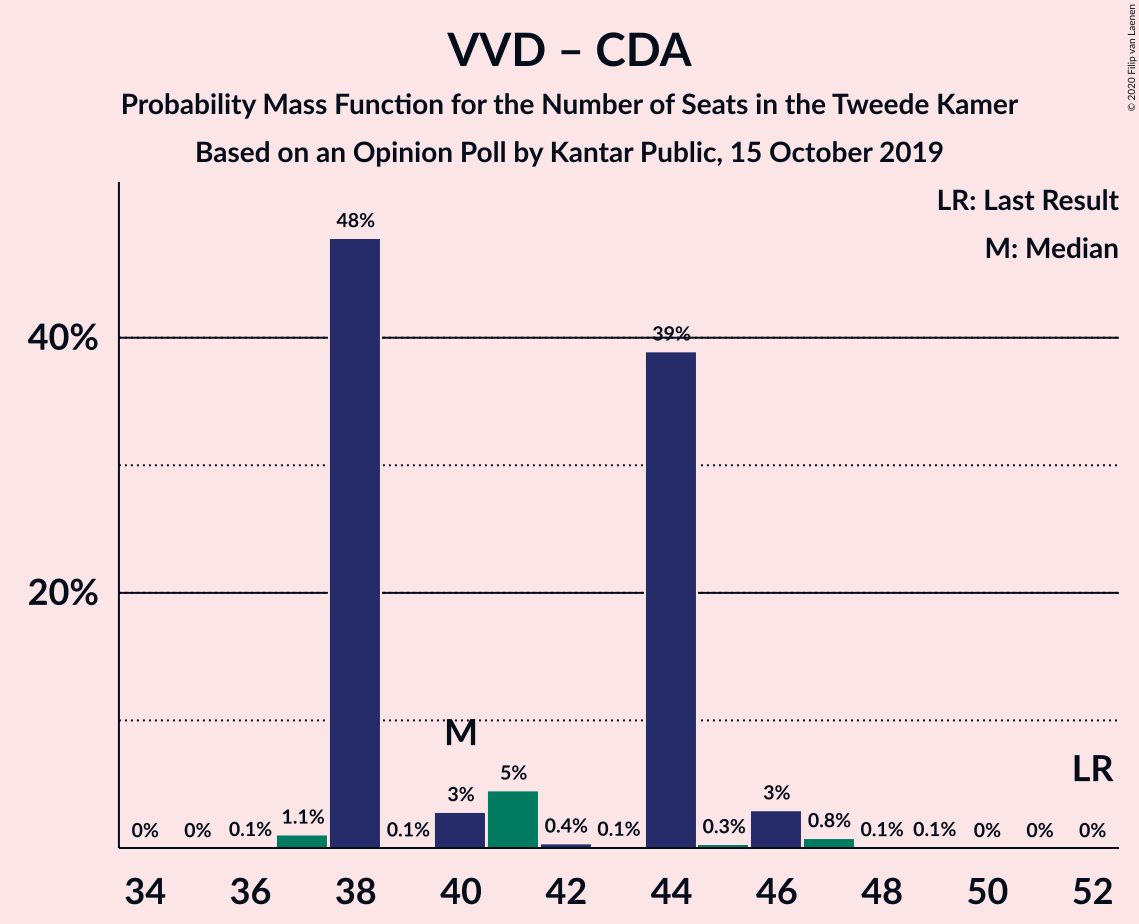 VVD – CDA
Probability Mass Function for the Number of Seats in the Tweede Kamer
Based on an Opinion Poll by Kantar Public, 15 October 2019
© 2020 Filip van Laenen
LR: Last Result
M: Median
40%
20%
0%
0%
0.1%
1.1%
48%
0.1%
3%
M
5%
0.4%
0.1%
39%
0.3%
3%
0.8%
0.1%
0.1%
0%
0%
0%
LR
34 36 38 40 42 44 46 48 50 52